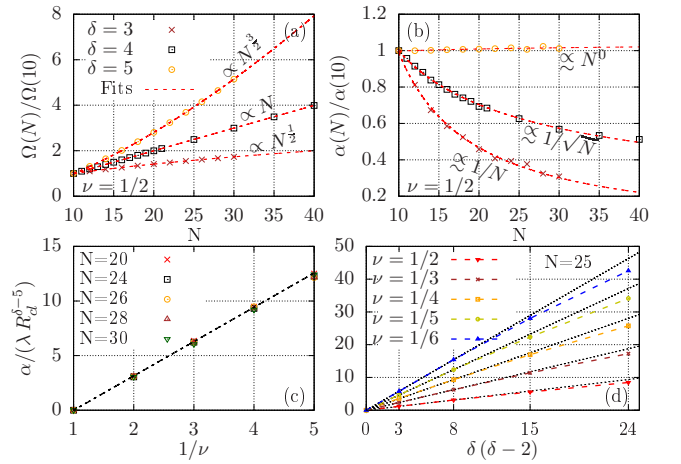 8
6
4
2
0
Ω(N)/Ω(10)
δ = 3
δ = 4
δ = 5
Fits
(a)
∝ N^{3/2}
∝ N
∝ N^{1/2}
ν = 1/2
10 15 20 25 30 35 40
N
1.2
1
0.8
0.6
0.4
0.2
α(N)/α(10)
(b)
∝ N^0
∝ 1/√N
∝ 1/N
ν = 1/2
10 15 20 25 30 35 40
N
15
10
5
0
α/(λ R_{cl}^{δ−5})
N=20
N=24
N=26
N=28
N=30
(c)
1 2 3 4 5
1/ν
50
40
30
20
10
0
ν = 1/2
ν = 1/3
ν = 1/4
ν = 1/5
ν = 1/6
N=25
(d)
0 3 8 15 24
δ (δ − 2)